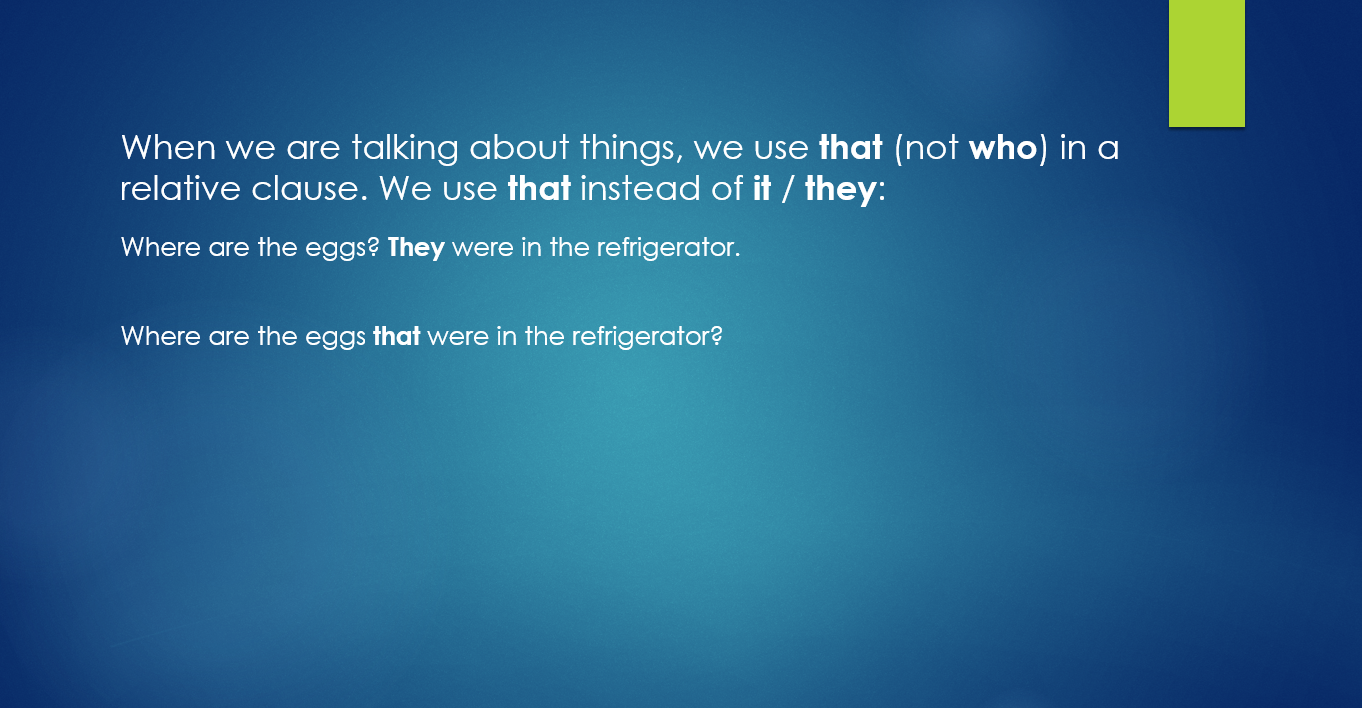 When we are talking about things, we use that (not who) in a
relative clause. We use that instead of it / they:
Where are the eggs? They were in the refrigerator.
Where are the eggs that were in the refrigerator?